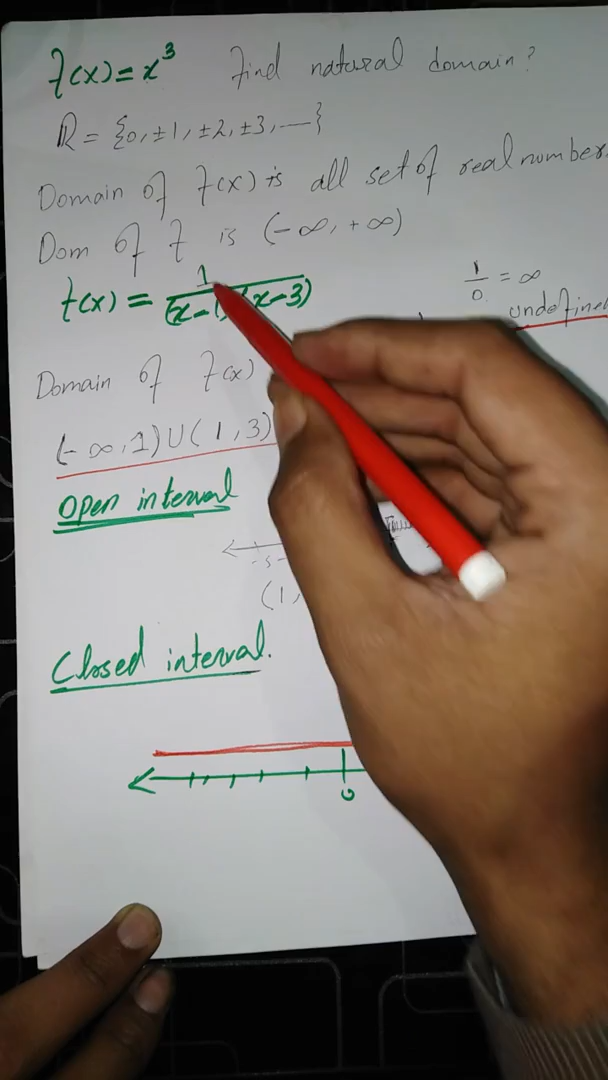 f(x) = x³ Find natural domain?
ℝ = {0, ±1, ±2, ±3, —}
Domain of f(x) is all set of real number.
Dom of f is (-∞, +∞)
f(x) = 1/(x-1)(x-3)
1/0 = ∞
undefined
Domain of f(x)
(-∞, 1) U (1, 3)
Open interval
(1,
Closed interval.
0